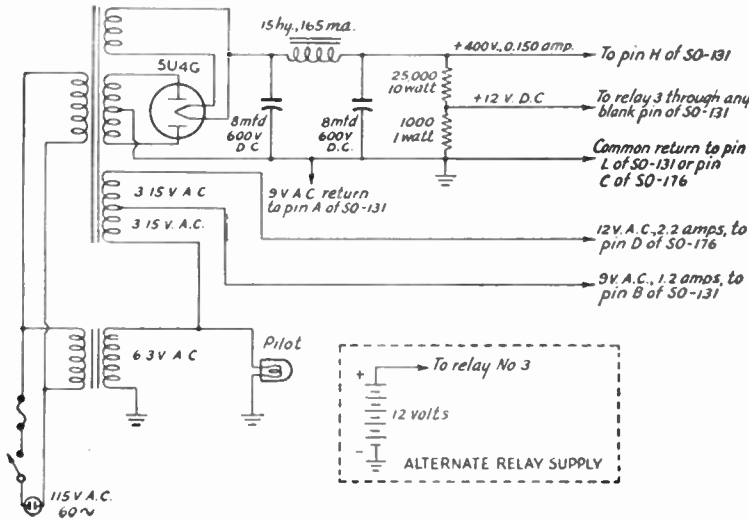 15 hy., 165 ma.
5U4G
+400V., 0.150 amp.
To pin H of SO-131
25,000
10 watt
+12 V. D.C
To relay 3 through any
blank pin of SO-131
8mfd
600V
D.C
8mfd
600V
D.C.
1000
1 watt
Common return to pin
L of SO-131 or pin
C of SO-176
9V A.C return
to pin A of SO-131
3 15 V A C
3 15 V. A.C.
12V. A.C., 2.2 amps, to
pin D of SO-176
9V. A.C., 1.2 amps, to
pin B of SO-131
6 3 V A C
Pilot
+
To relay No 3
12 volts
-
ALTERNATE RELAY SUPPLY
115 V A.C.
60~